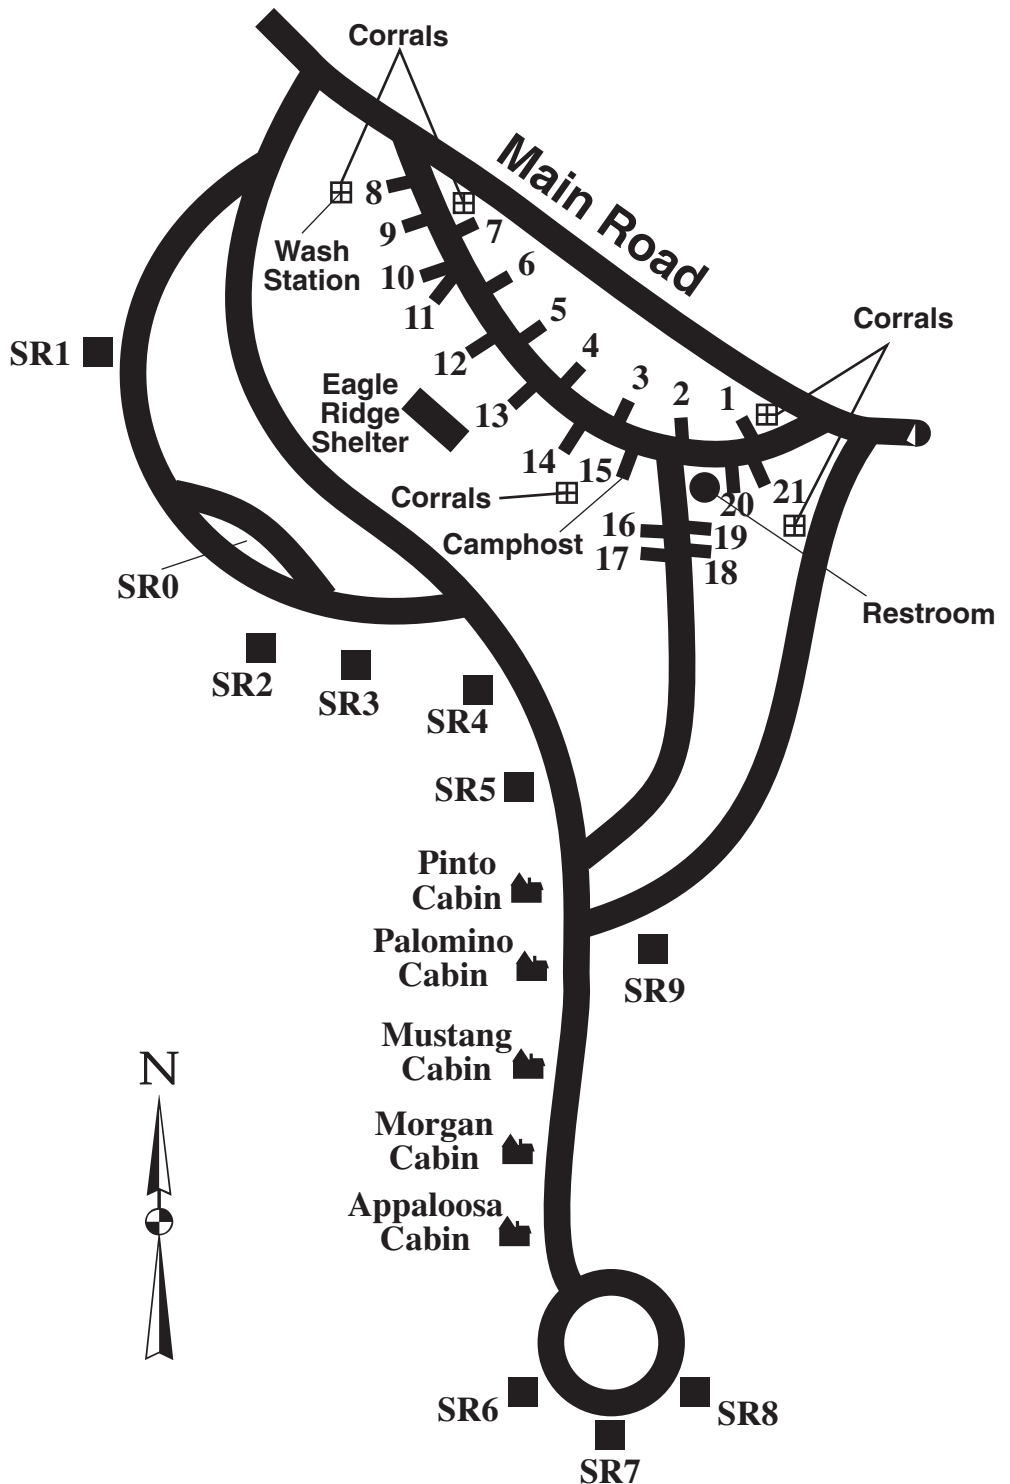 Corrals
Main Road
8
7
Wash
Station
9
6
10
11
5
Corrals
SR1
12
4
Eagle
Ridge
Shelter
13
3
2
1
14
15
Corrals
20
21
Camphost
16
19
17
18
SR0
Restroom
SR2
SR3
SR4
SR5
Pinto
Cabin
Palomino
Cabin
SR9
Mustang
Cabin
N
Morgan
Cabin
Appaloosa
Cabin
SR6
SR8
SR7